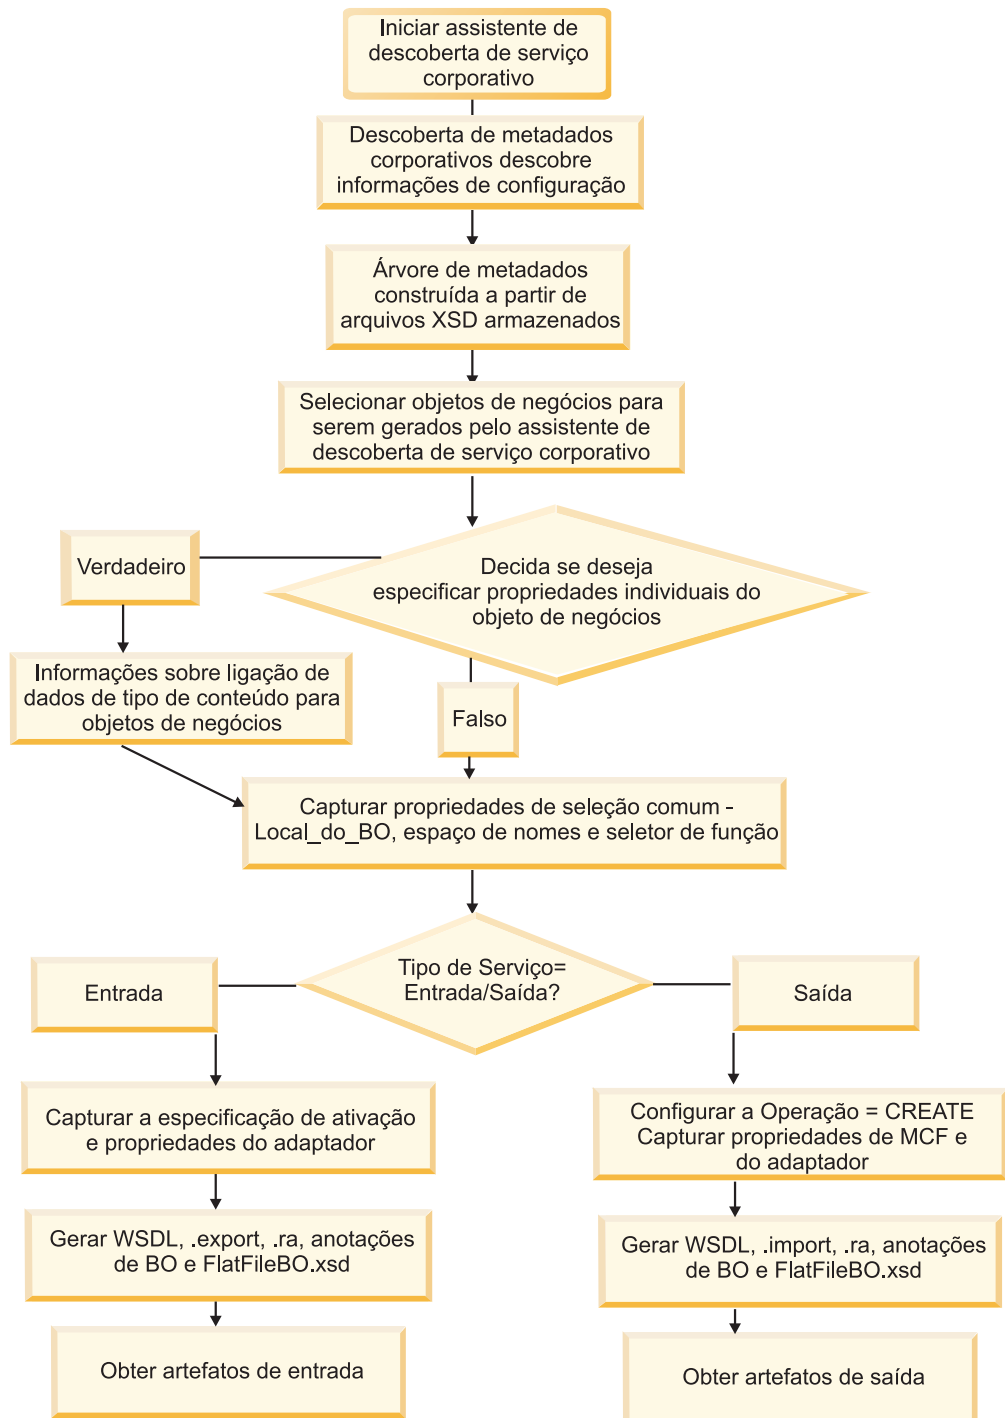 Iniciar assistente de
descoberta de serviço
corporativo
Descoberta de metadados
corporativos descobre
informações de configuração
Árvore de metadados
construída a partir de
arquivos XSD armazenados
Selecionar objetos de negócios para
serem gerados pelo assistente de
descoberta de serviço corporativo
Decida se deseja
especificar propriedades individuais do
objeto de negócios
Verdadeiro
Informações sobre ligação de
dados de tipo de conteúdo para
objetos de negócios
Falso
Capturar propriedades de seleção comum -
Local_do_BO, espaço de nomes e seletor de função
Tipo de Serviço=
Entrada/Saída?
Entrada
Saída
Capturar a especificação de ativação
e propriedades do adaptador
Configurar a Operação = CREATE
Capturar propriedades de MCF e
do adaptador
Gerar WSDL, .export, .ra, anotações
de BO e FlatFileBO.xsd
Gerar WSDL, .import, .ra, anotações
de BO e FlatFileBO.xsd
Obter artefatos de entrada
Obter artefatos de saída